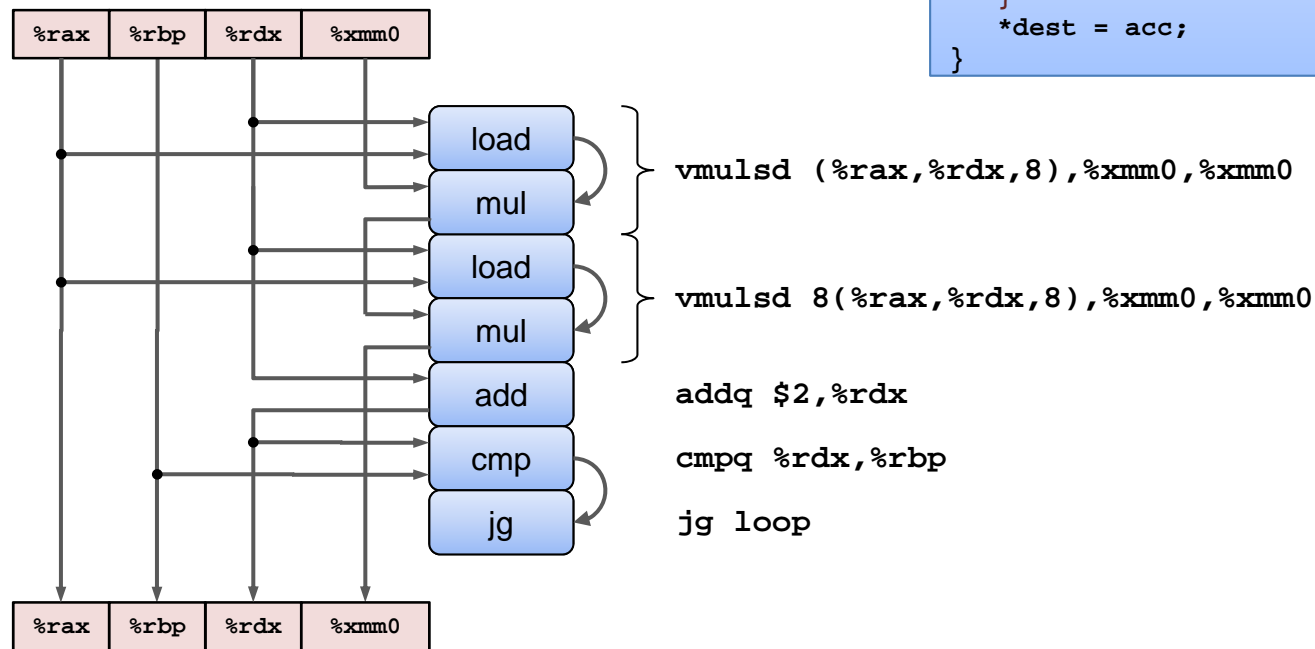 }
*dest = acc;
}
%rax %rbp %rdx %xmm0
load
mul
vmulsd (%rax,%rdx,8),%xmm0,%xmm0
load
mul
vmulsd 8(%rax,%rdx,8),%xmm0,%xmm0
add addq $2,%rdx
cmp cmpq %rdx,%rbp
jg jg loop
%rax %rbp %rdx %xmm0